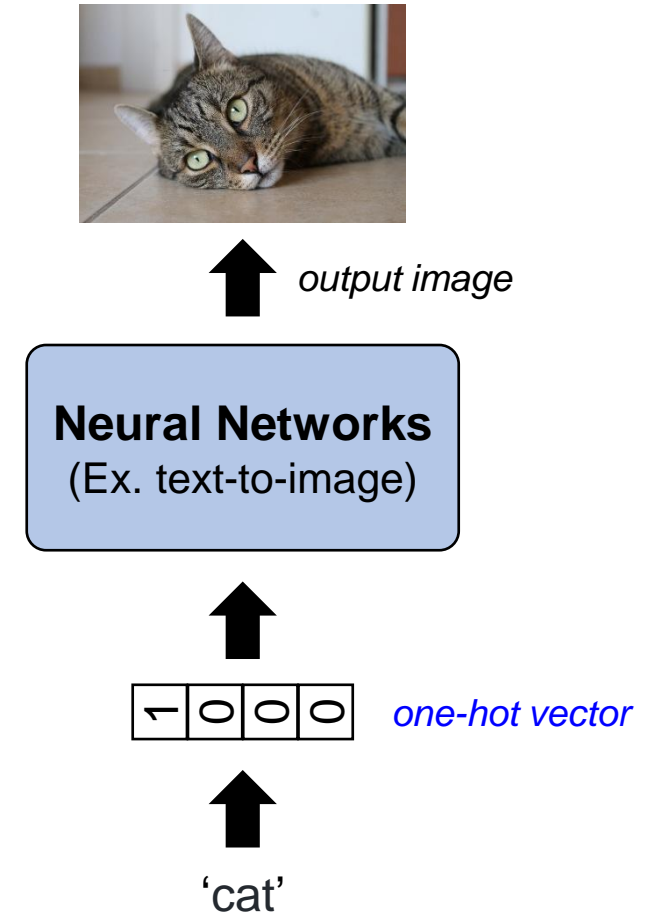 output image
Neural Networks
(Ex. text-to-image)
1 0 0 0
one-hot vector
‘cat’